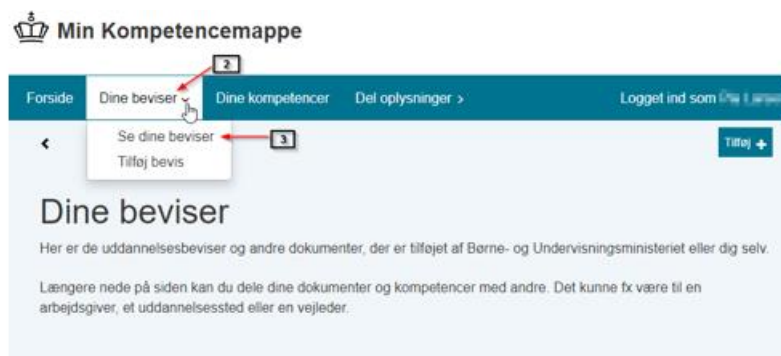 Min Kompetencemappe
2
Forside Dine beviser Dine kompetencer Del oplysninger > Logget ind som
Se dine beviser 3 Tilføj +
Tilføj bevis
Dine beviser
Her er de uddannelsesbeviser og andre dokumenter, der er tilføjet af Børne- og Undervisningsministeriet eller dig selv.
Længere nede på siden kan du dele dine dokumenter og kompetencer med andre. Det kunne fx være til en
arbejdsgiver, et uddannelsessted eller en vejleder.